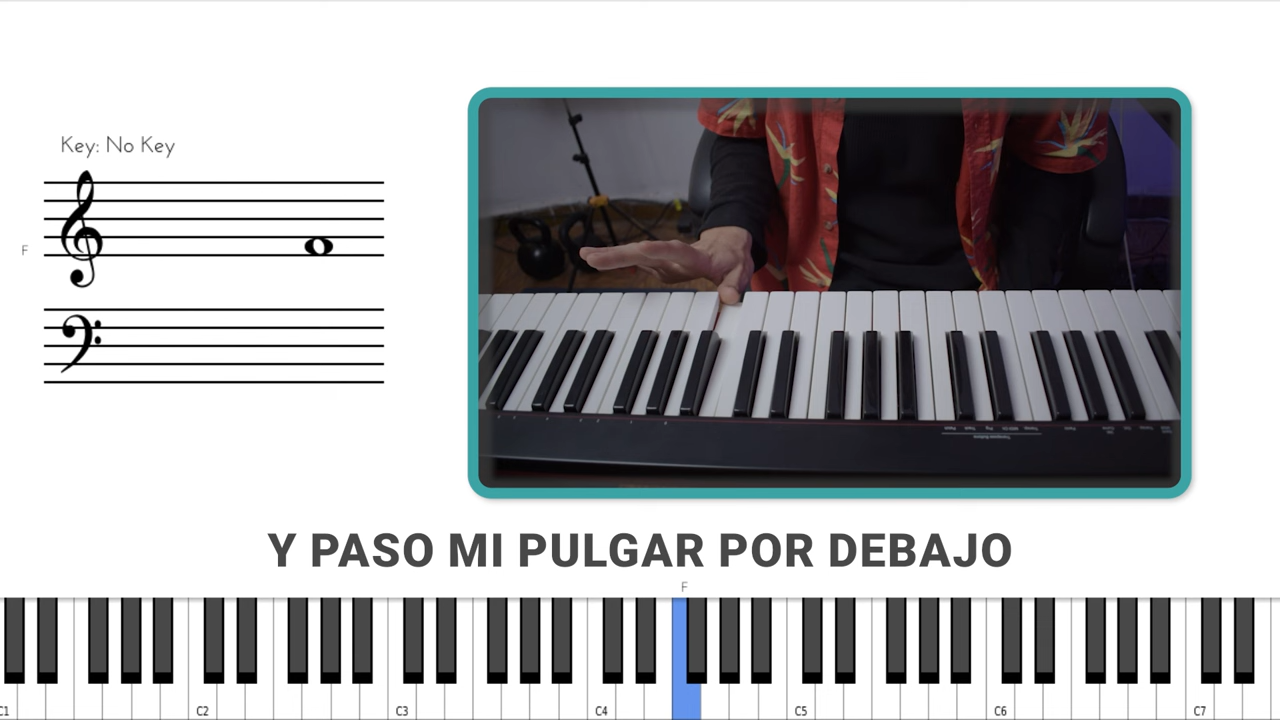 Key: No Key
F
Y PASO MI PULGAR POR DEBAJO
F
C1 C2 C3 C4 C5 C6 C7